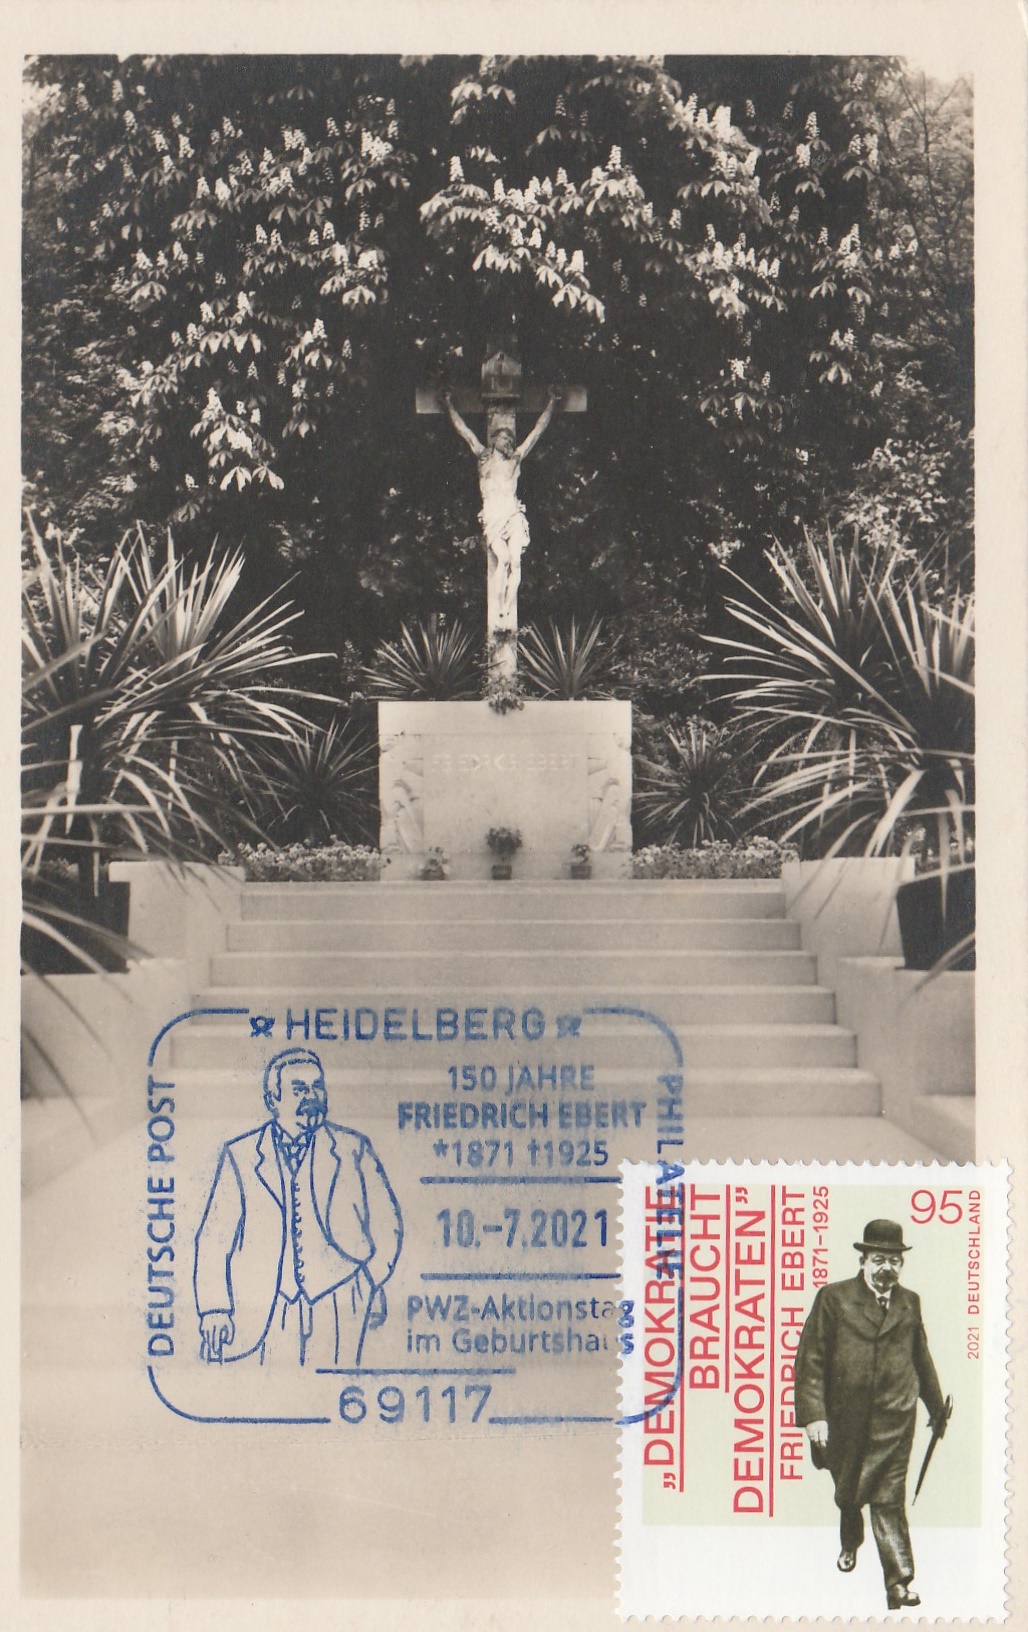 FRIEDRICH EBERT
HEIDELBERG
DEUTSCHE POST
150 JAHRE
FRIEDRICH EBERT
*1871 †1925
10.-7.2021
PWZ-Aktionstag
im Geburtshaus
PHILATELIE
69117
„DEMOKRATIE
BRAUCHT
DEMOKRATEN”
FRIEDRICH EBERT
1871-1925
95
2021 DEUTSCHLAND